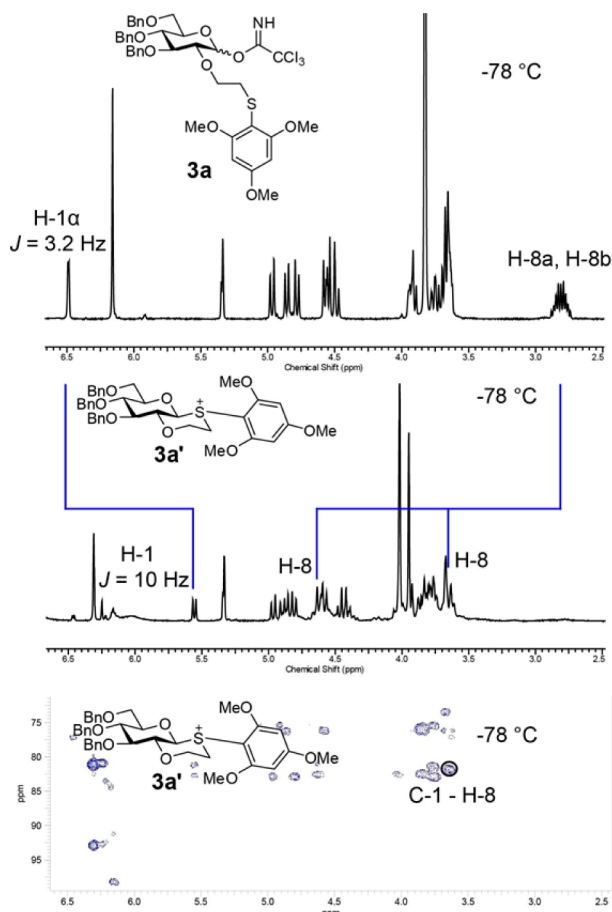 BnO
BnO
BnO
O
NH
O
CCl3
O
S
MeO
OMe
OMe
3a
-78 °C
H-1α
J = 3.2 Hz
H-8a, H-8b
6.5 6.0 5.5 5.0 4.5 4.0 3.5 3.0 2.5
Chemical Shift (ppm)
BnO
BnO
BnO
O
O
S+
MeO
OMe
MeO
3a'
-78 °C
H-1
J = 10 Hz
H-8
H-8
6.5 6.0 5.5 5.0 4.5 4.0 3.5 3.0 2.5
Chemical Shift (ppm)
BnO
BnO
BnO
O
O
S+
MeO
OMe
MeO
3a'
-78 °C
C-1 - H-8
ppm
75
80
85
90
95
6.5 6.0 5.5 5.0 4.5 4.0 3.5 3.0 2.5
ppm